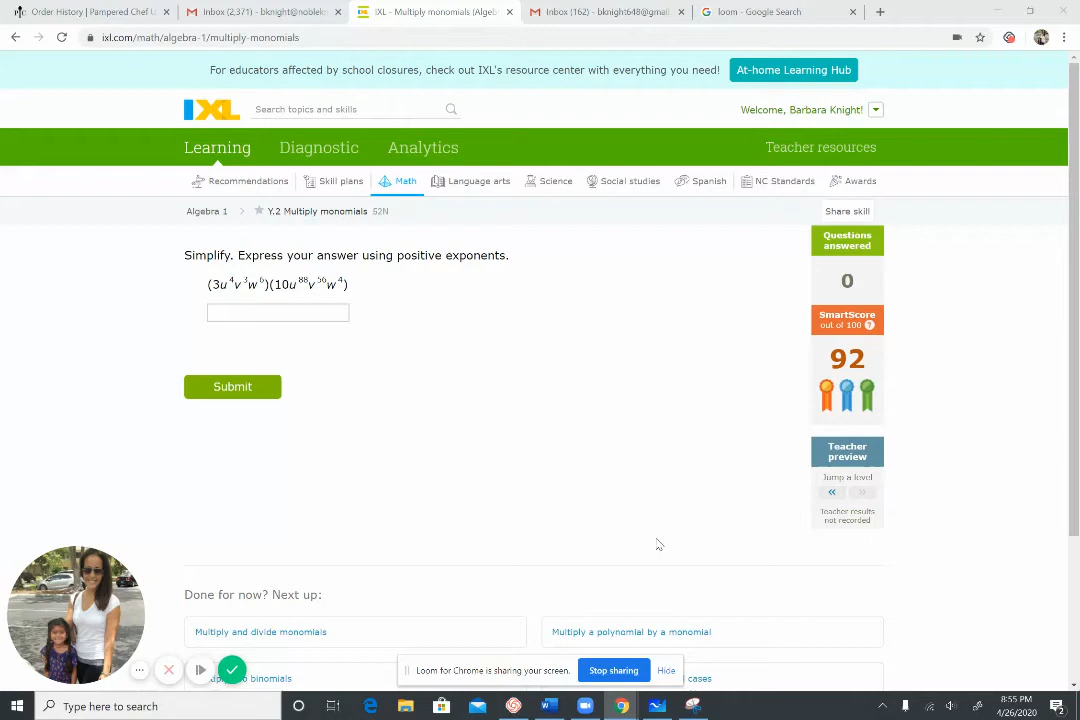 Order History | Pampered Chef U
Inbox (2,371) - bknight@noblelea
IXL - Multiply monomials (Algebr
Inbox (162) - bknight648@gmail.
loom - Google Search
ixl.com/math/algebra-1/multiply-monomials
For educators affected by school closures, check out IXL's resource center with everything you need!
At-home Learning Hub
IXL
Search topics and skills
Welcome, Barbara Knight!
Learning
Diagnostic
Analytics
Teacher resources
Recommendations
Skill plans
Math
Language arts
Science
Social studies
Spanish
NC Standards
Awards
Algebra 1 > Y.2 Multiply monomials 52N
Share skill
Simplify. Express your answer using positive exponents.
(3u⁴v³w⁶)(10u⁸⁸v⁵⁶w⁴)
Submit
Questions
answered
0
SmartScore
out of 100 ?
92
Teacher
preview
Jump a level
Teacher results
not recorded
Done for now? Next up:
Multiply and divide monomials
Multiply a polynomial by a monomial
binomials
cases
Loom for Chrome is sharing your screen.
Stop sharing
Hide
Type here to search
8:55 PM
4/26/2020
2